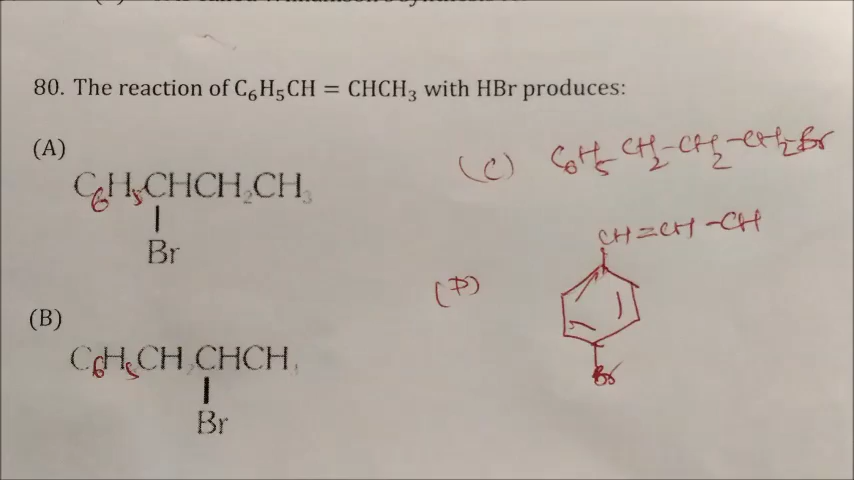 80. The reaction of C₆H₅CH = CHCH₃ with HBr produces:
(A)
C₆H₅CHCH₂CH₃
Br
(B)
C₆H₅CH₂CHCH₃
Br
(C) C₆H₅ CH₂-CH₂-CH₂Br
(D)
CH=CH-CH
Br